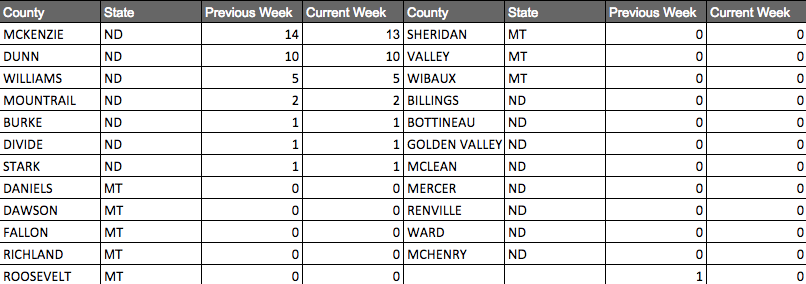 County State Previous Week Current Week County State Previous Week Current Week
MCKENZIE ND 14 13 SHERIDAN MT 0 0
DUNN ND 10 10 VALLEY MT 0 0
WILLIAMS ND 5 5 WIBAUX MT 0 0
MOUNTRAIL ND 2 2 BILLINGS ND 0 0
BURKE ND 1 1 BOTTINEAU ND 0 0
DIVIDE ND 1 1 GOLDEN VALLEY ND 0 0
STARK ND 1 1 MCLEAN ND 0 0
DANIELS MT 0 0 MERCER ND 0 0
DAWSON MT 0 0 RENVILLE ND 0 0
FALLON MT 0 0 WARD ND 0 0
RICHLAND MT 0 0 MCHENRY ND 0 0
ROOSEVELT MT 0 0 1 0